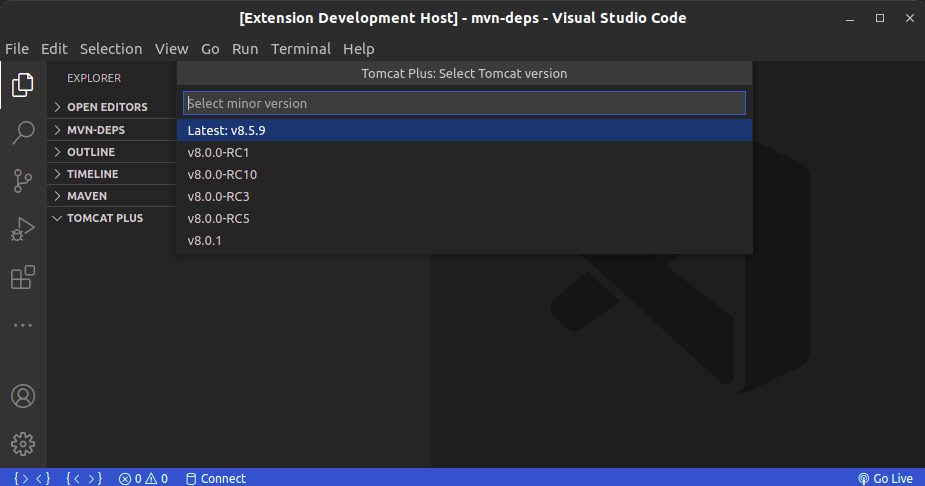 [Extension Development Host] - mvn-deps - Visual Studio Code
File Edit Selection View Go Run Terminal Help
EXPLORER
OPEN EDITORS
MVN-DEPS
OUTLINE
TIMELINE
MAVEN
TOMCAT PLUS
Tomcat Plus: Select Tomcat version
Select minor version
Latest: v8.5.9
v8.0.0-RC1
v8.0.0-RC10
v8.0.0-RC3
v8.0.0-RC5
v8.0.1
0 0 Connect Go Live